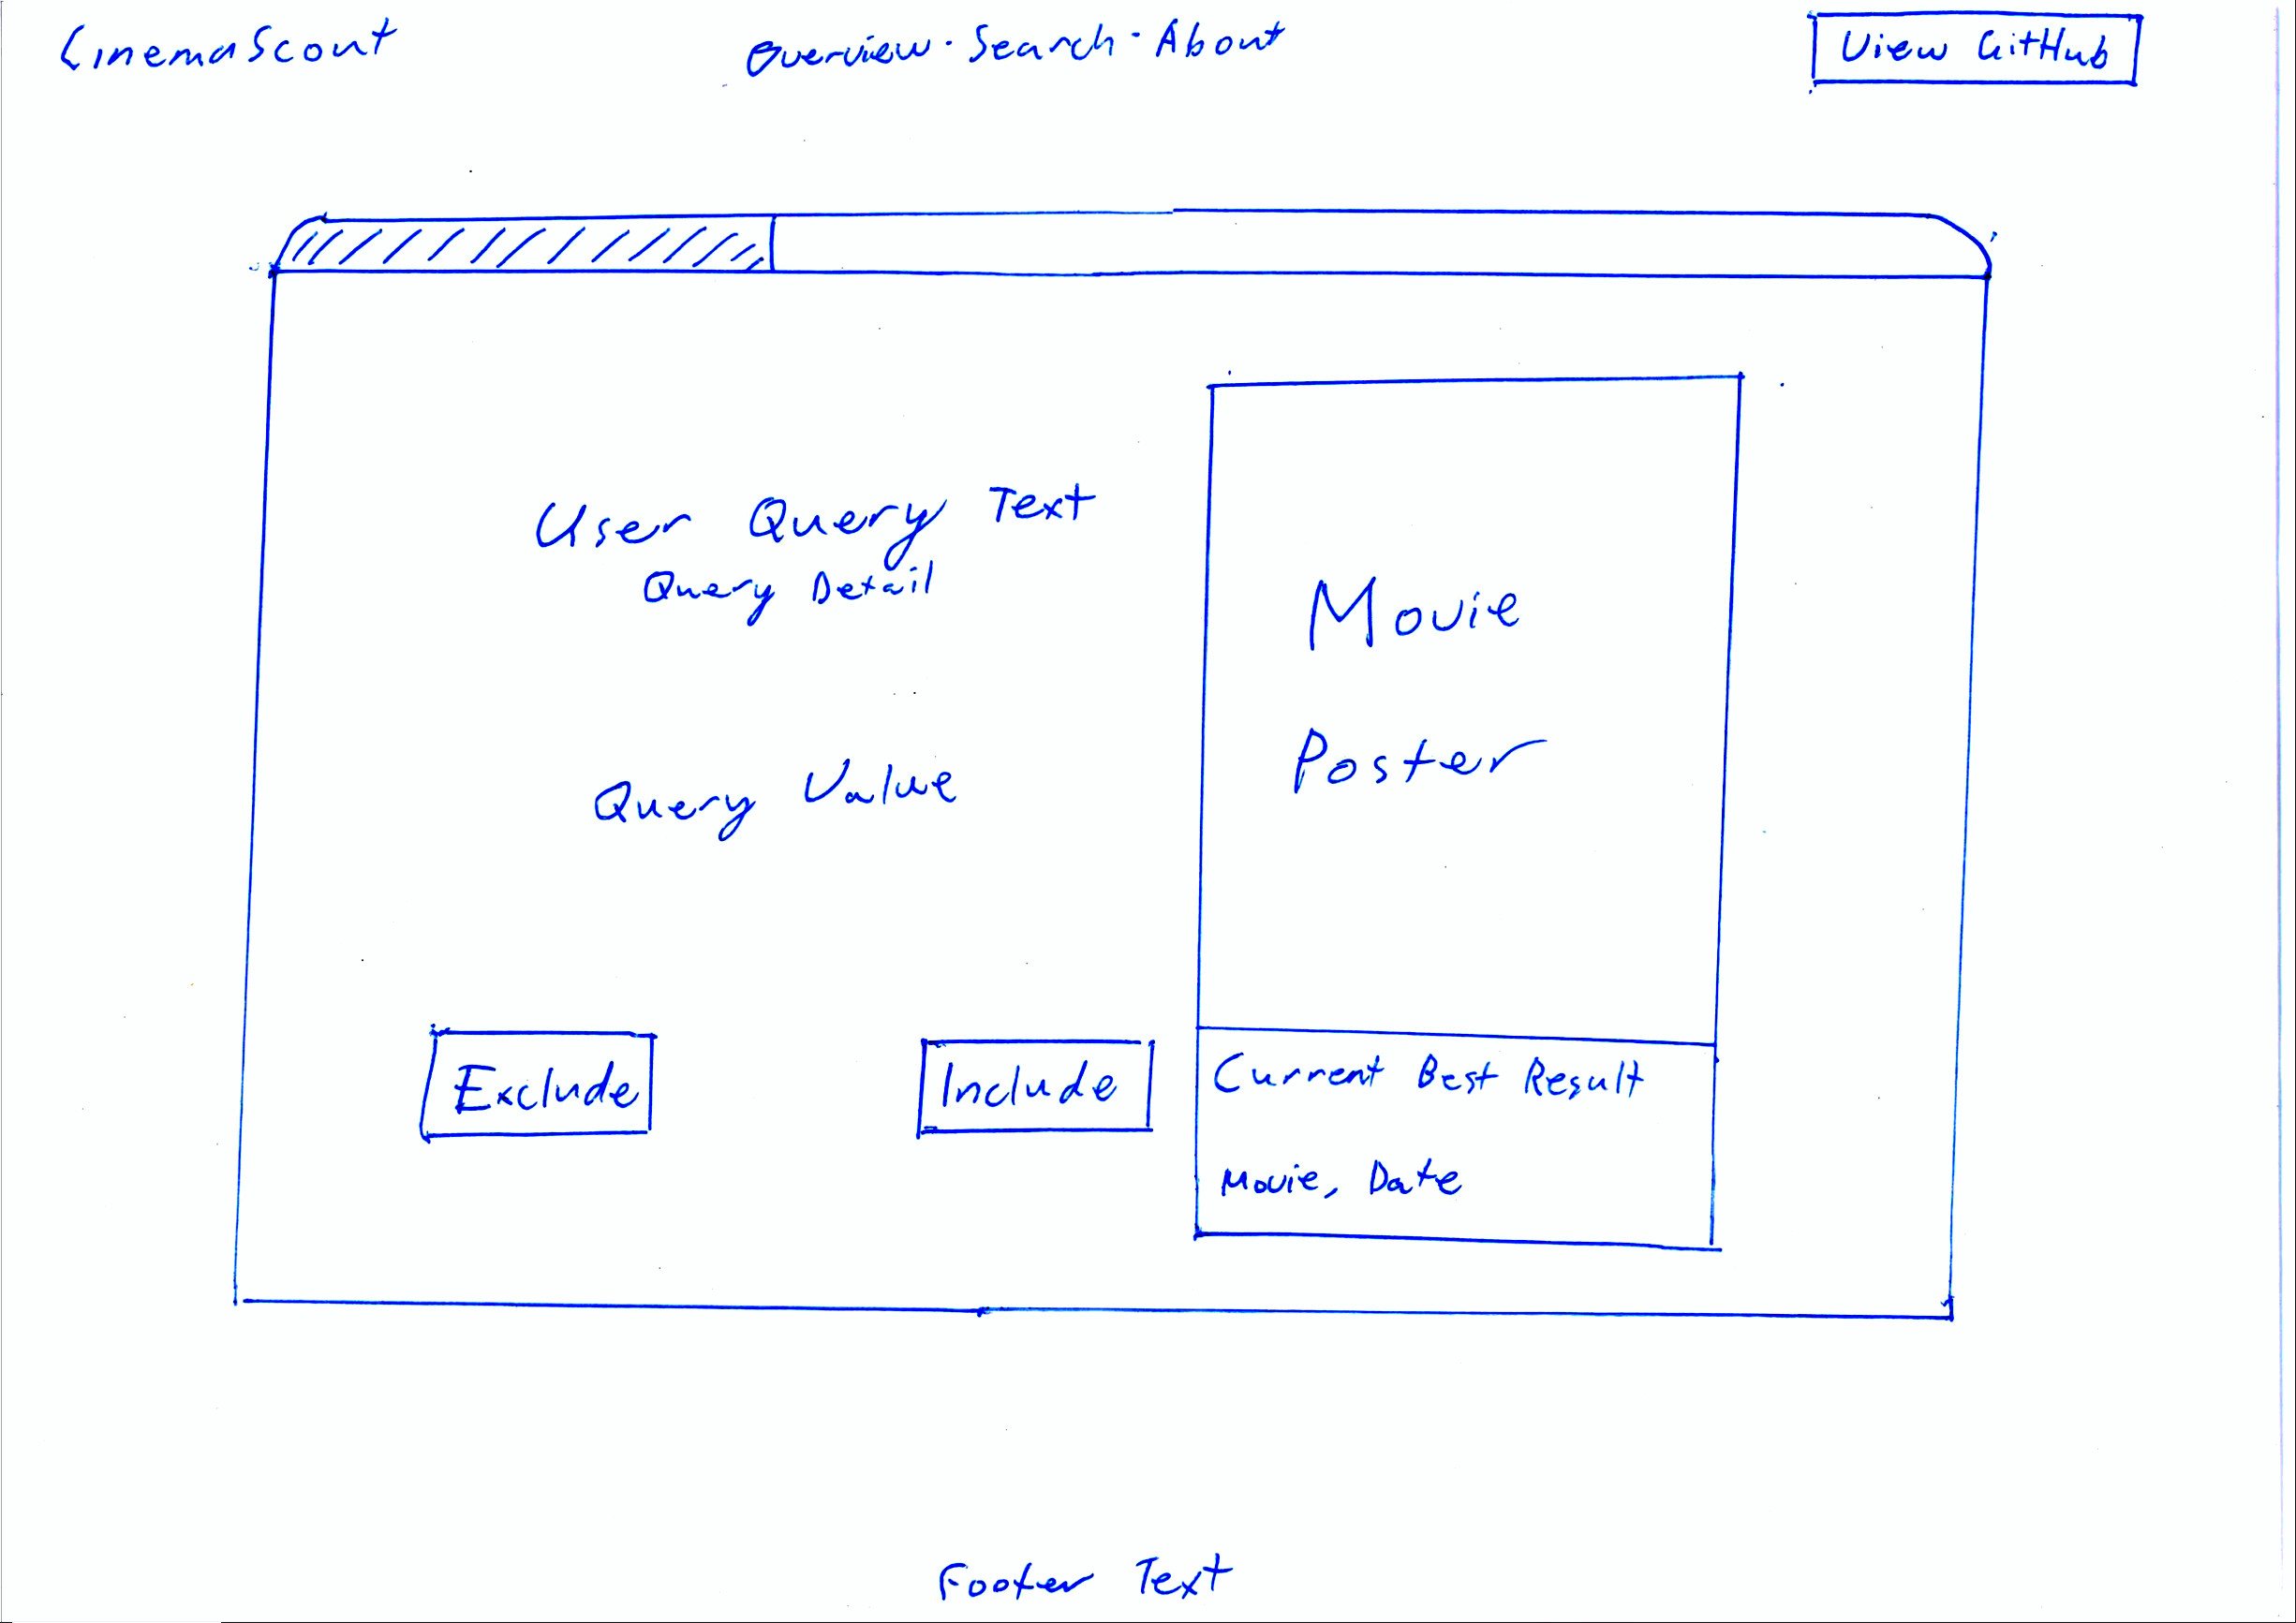 CinemaScout
Overview · Search · About
View GitHub
User Query Text
Query Detail
Movie
Poster
Query Value
Exclude
Include
Current Best Result
Movie, Date
Footer Text